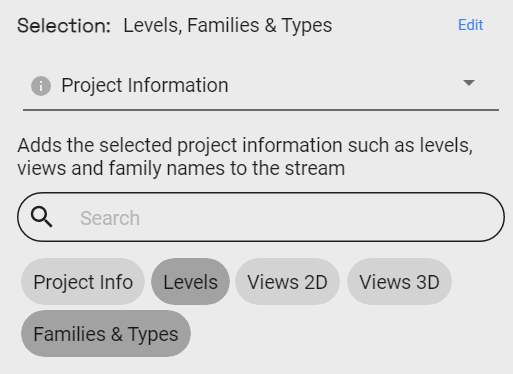 Selection: Levels, Families & Types Edit
Project Information
Adds the selected project information such as levels,
views and family names to the stream
Search
Project Info Levels Views 2D Views 3D
Families & Types